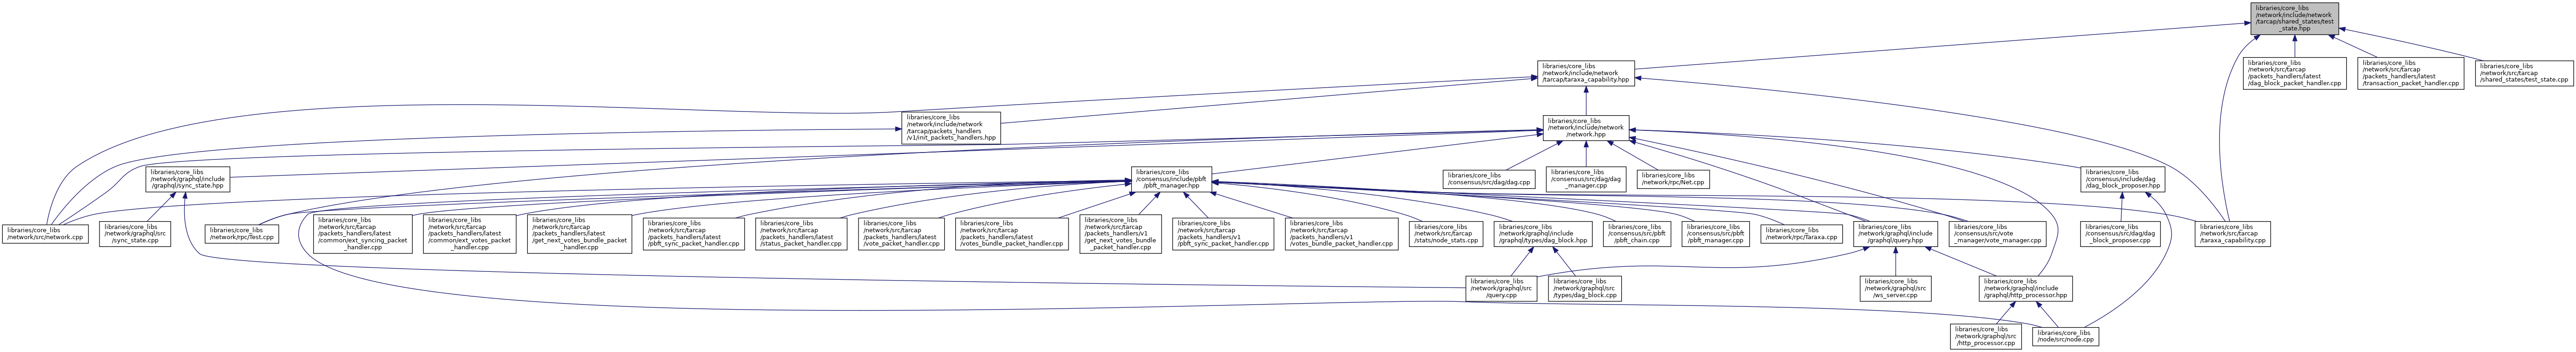 libraries/core_libs
/network/include/network
/tarcap/shared_states/test
_state.hpp
libraries/core_libs
/network/include/network
/tarcap/taraxa_capability.hpp
libraries/core_libs
/network/src/tarcap
/packets_handlers/latest
/dag_block_packet_handler.cpp
libraries/core_libs
/network/src/tarcap
/packets_handlers/latest
/transaction_packet_handler.cpp
libraries/core_libs
/network/src/tarcap
/shared_states/test_state.cpp
libraries/core_libs
/network/include/network
/tarcap/packets_handlers
/v1/init_packets_handlers.hpp
libraries/core_libs
/network/include/network
/network.hpp
libraries/core_libs
/network/graphql/include
/graphql/sync_state.hpp
libraries/core_libs
/consensus/include/pbft
/pbft_manager.hpp
libraries/core_libs
/consensus/src/dag/dag.cpp
libraries/core_libs
/consensus/src/dag/dag
_manager.cpp
libraries/core_libs
/network/rpc/Net.cpp
libraries/core_libs
/consensus/include/dag
/dag_block_proposer.hpp
libraries/core_libs
/network/src/network.cpp
libraries/core_libs
/network/graphql/src
/sync_state.cpp
libraries/core_libs
/network/rpc/Test.cpp
libraries/core_libs
/network/src/tarcap
/packets_handlers/latest
/common/ext_syncing_packet
_handler.cpp
libraries/core_libs
/network/src/tarcap
/packets_handlers/latest
/common/ext_votes_packet
_handler.cpp
libraries/core_libs
/network/src/tarcap
/packets_handlers/latest
/get_next_votes_bundle_packet
_handler.cpp
libraries/core_libs
/network/src/tarcap
/packets_handlers/latest
/pbft_sync_packet_handler.cpp
libraries/core_libs
/network/src/tarcap
/packets_handlers/latest
/status_packet_handler.cpp
libraries/core_libs
/network/src/tarcap
/packets_handlers/latest
/vote_packet_handler.cpp
libraries/core_libs
/network/src/tarcap
/packets_handlers/latest
/votes_bundle_packet_handler.cpp
libraries/core_libs
/network/src/tarcap
/packets_handlers/v1
/get_next_votes_bundle
_packet_handler.cpp
libraries/core_libs
/network/src/tarcap
/packets_handlers/v1
/pbft_sync_packet_handler.cpp
libraries/core_libs
/network/src/tarcap
/packets_handlers/v1
/votes_bundle_packet_handler.cpp
libraries/core_libs
/network/src/tarcap
/stats/node_stats.cpp
libraries/core_libs
/network/graphql/include
/graphql/types/dag_block.hpp
libraries/core_libs
/consensus/src/pbft
/pbft_chain.cpp
libraries/core_libs
/consensus/src/pbft
/pbft_manager.cpp
libraries/core_libs
/network/rpc/Taraxa.cpp
libraries/core_libs
/network/graphql/include
/graphql/query.hpp
libraries/core_libs
/consensus/src/vote
_manager/vote_manager.cpp
libraries/core_libs
/consensus/src/dag/dag
_block_proposer.cpp
libraries/core_libs
/network/src/tarcap
/taraxa_capability.cpp
libraries/core_libs
/network/graphql/src
/query.cpp
libraries/core_libs
/network/graphql/src
/types/dag_block.cpp
libraries/core_libs
/network/graphql/src
/ws_server.cpp
libraries/core_libs
/network/graphql/include
/graphql/http_processor.hpp
libraries/core_libs
/network/graphql/src
/http_processor.cpp
libraries/core_libs
/node/src/node.cpp